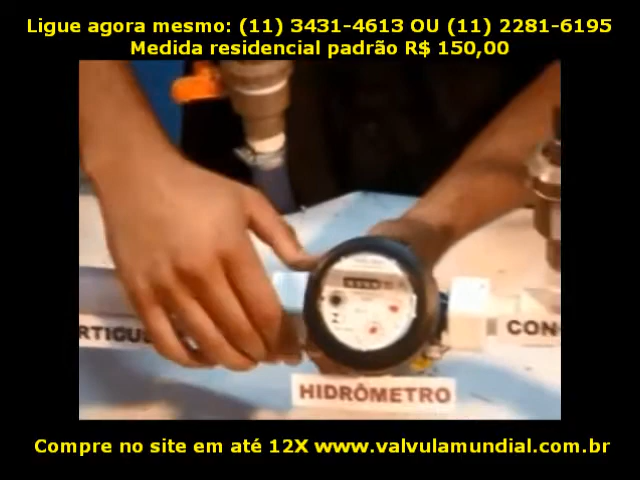 Ligue agora mesmo: (11) 3431-4613 OU (11) 2281-6195
Medida residencial padrão R$ 150,00
HIDRÔMETRO
Compre no site em até 12X www.valvulamundial.com.br